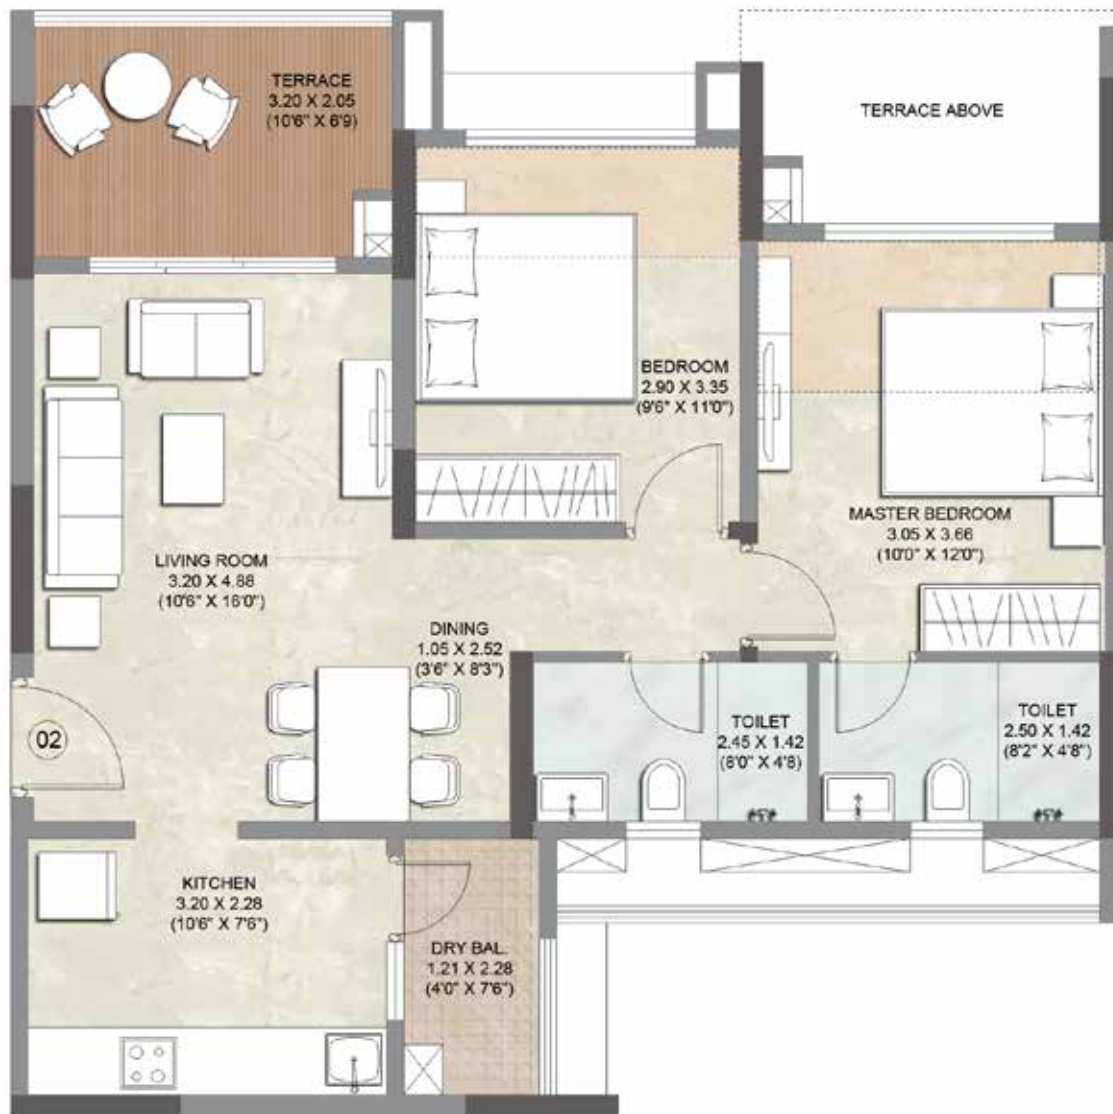 TERRACE
3.20 X 2.05
(10'6" X 6'9)
TERRACE ABOVE
BEDROOM
2.90 X 3.35
(9'6" X 11'0")
MASTER BEDROOM
3.05 X 3.66
(10'0" X 12'0")
LIVING ROOM
3.20 X 4.88
(10'6" X 16'0")
DINING
1.05 X 2.52
(3'6" X 8'3")
02
TOILET
2.45 X 1.42
(8'0" X 4'8)
TOILET
2.50 X 1.42
(8'2" X 4'8")
KITCHEN
3.20 X 2.28
(10'6" X 7'6")
DRY BAL.
1.21 X 2.28
(4'0" X 7'6")